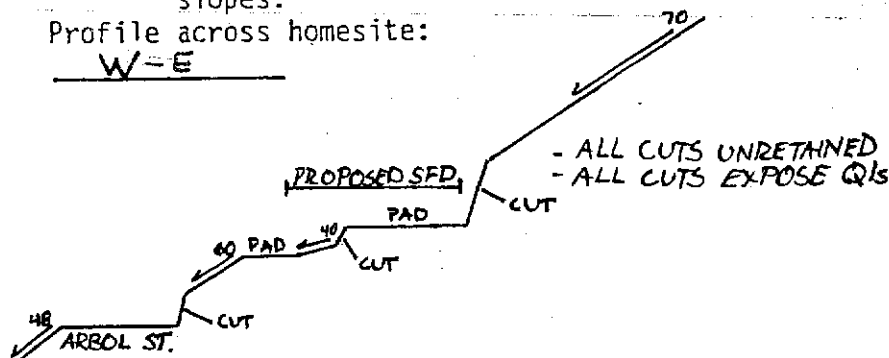 slopes.
Profile across homesite:
W-E
70
- ALL CUTS UNRETAINED
- ALL CUTS EXPOSE Qls
PROPOSED SFD
CUT
PAD
40
CUT
60 PAD
CUT
48
ARBOL ST.